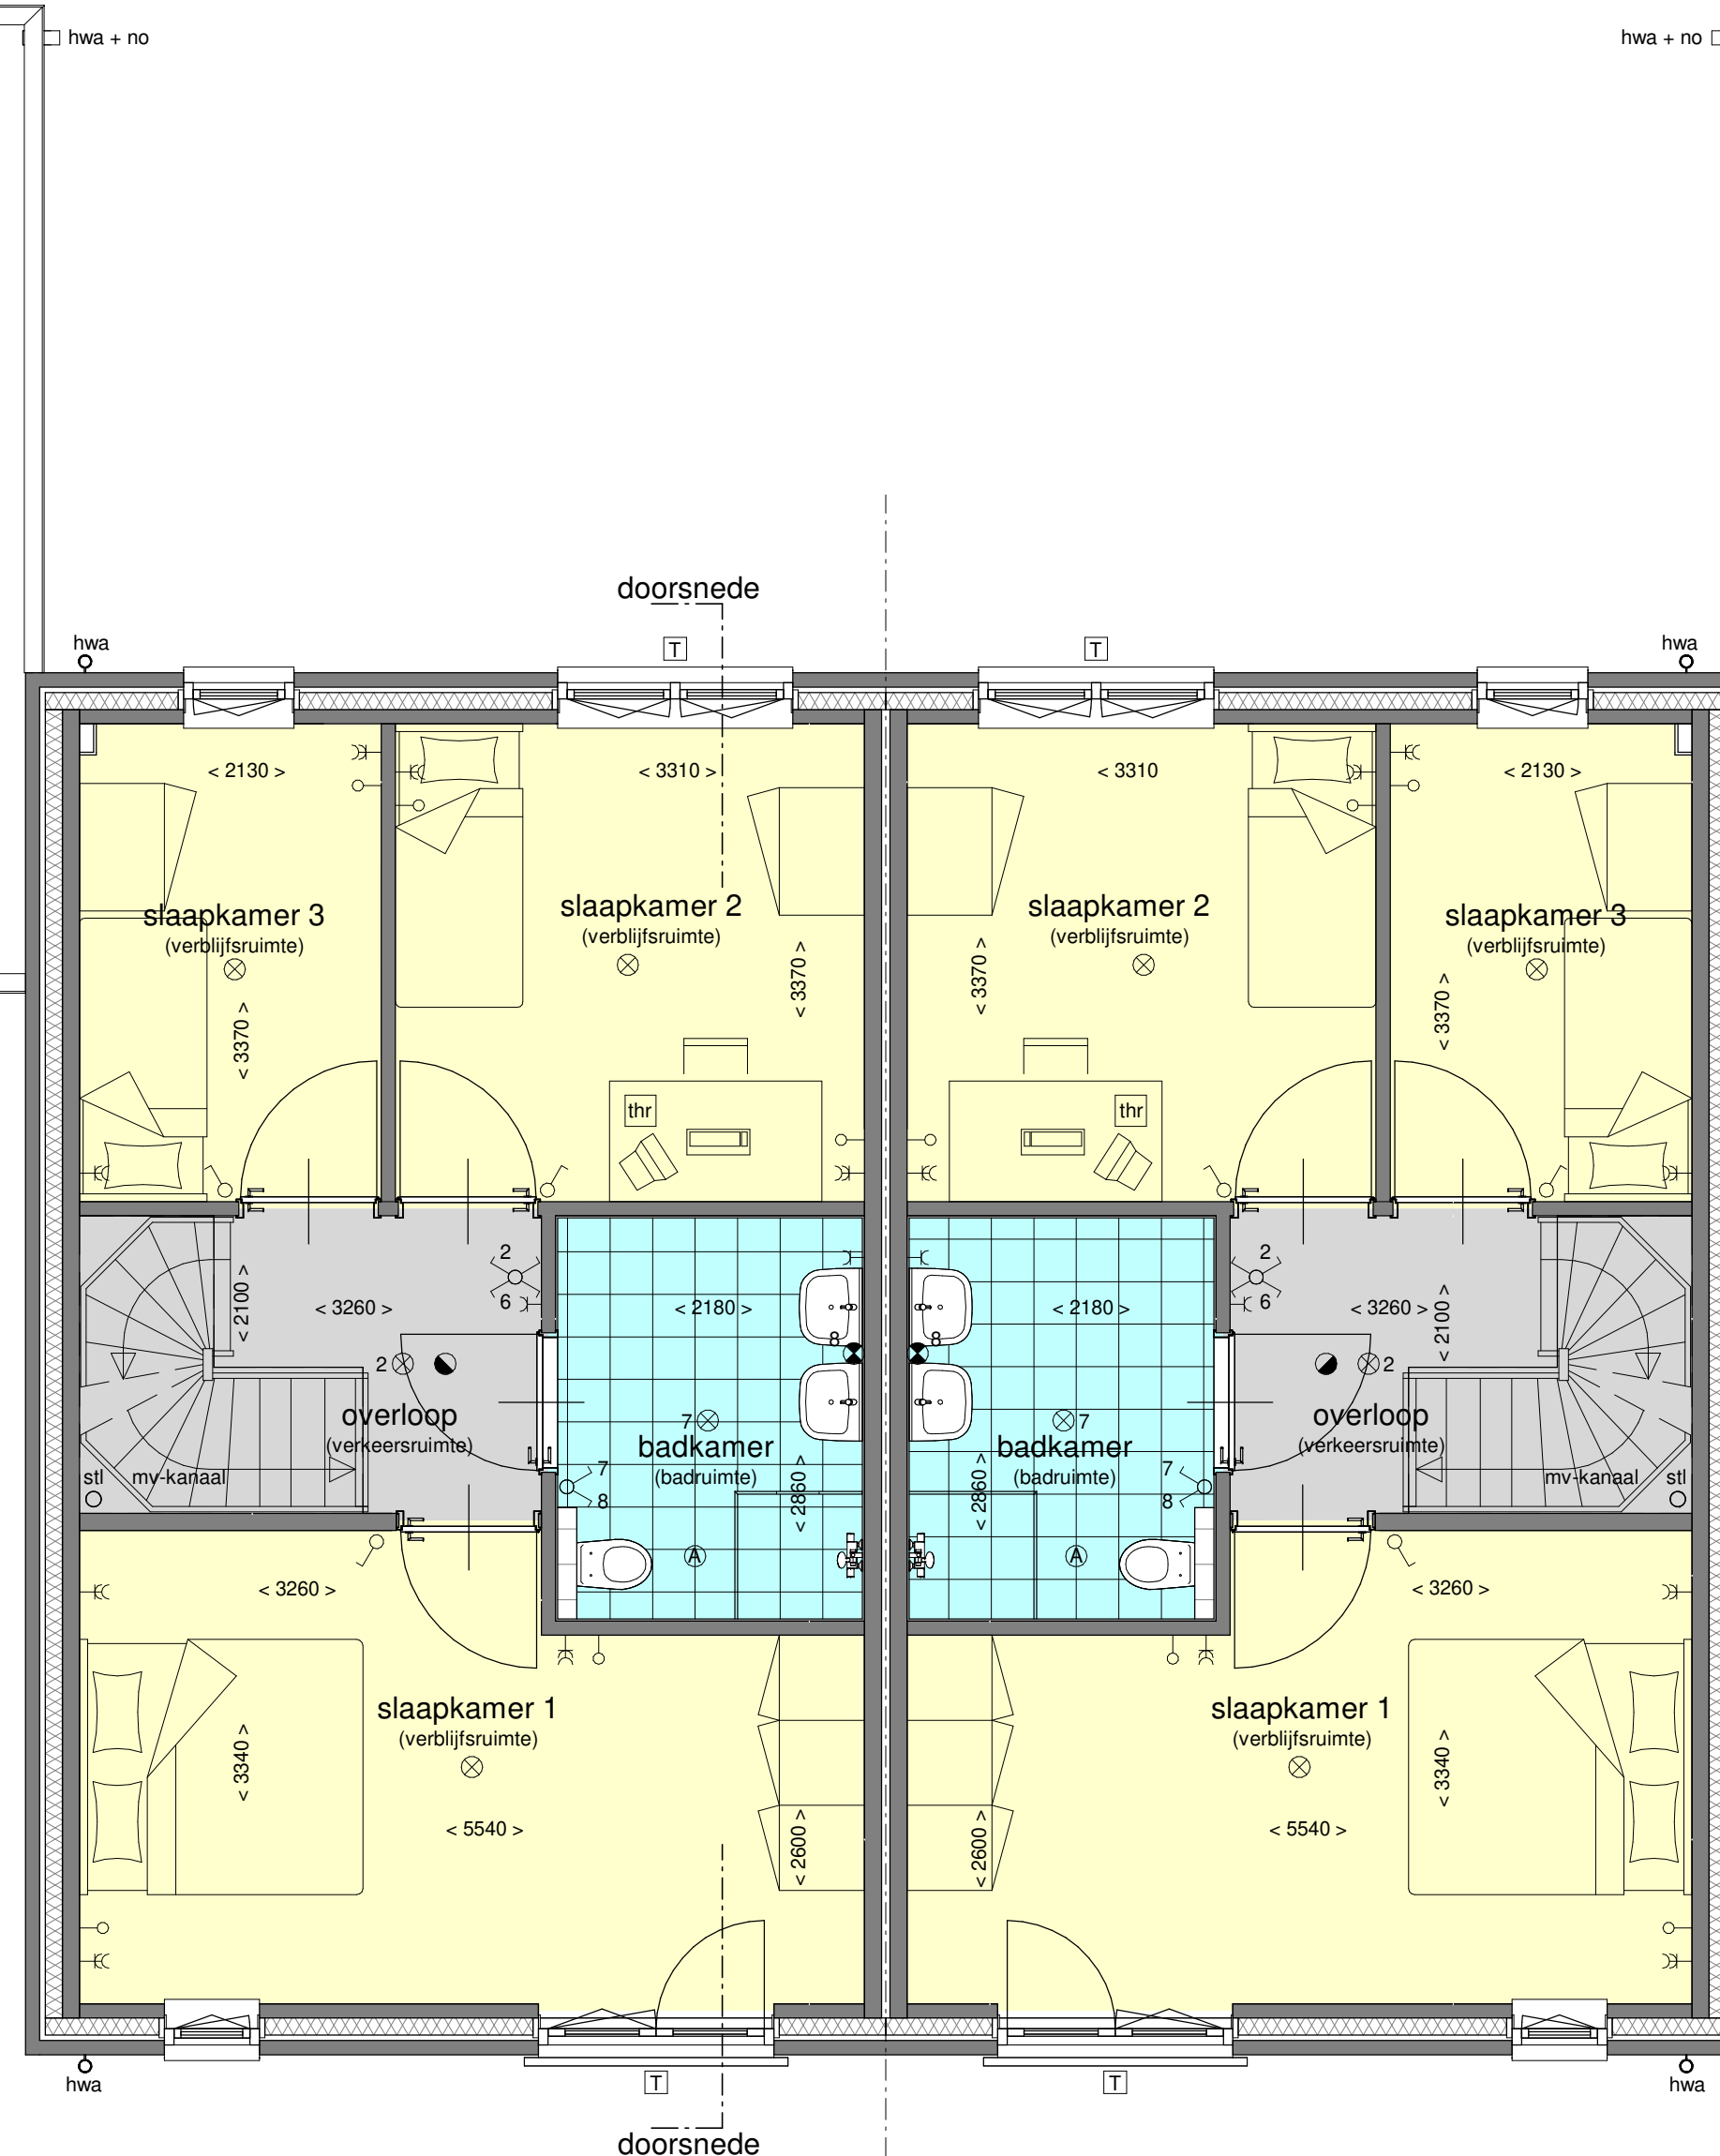 hwa + no
hwa + no
doorsnede
hwa
T
T
hwa
< 2130 >
< 3310 >
< 3310
< 2130 >
slaapkamer 3
(verblijfsruimte)
slaapkamer 2
(verblijfsruimte)
slaapkamer 2
(verblijfsruimte)
slaapkamer 3
(verblijfsruimte)
< 3370 >
< 3370 >
< 3370 >
< 3370 >
thr
thr
2
6
2
6
< 2100 >
< 3260 >
< 2180 >
< 2180 >
< 3260 >
< 2100 >
8
8
2
2
overloop
(verkeersruimte)
7
badkamer
(badruimte)
7
badkamer
(badruimte)
overloop
(verkeersruimte)
stl
mv-kanaal
7
8
< 2860 >
< 2860 >
7
8
mv-kanaal
stl
A
A
< 3260 >
< 3260 >
slaapkamer 1
(verblijfsruimte)
slaapkamer 1
(verblijfsruimte)
< 3340 >
< 3340 >
< 5540 >
< 2600 >
< 2600 >
< 5540 >
hwa
T
T
hwa
doorsnede